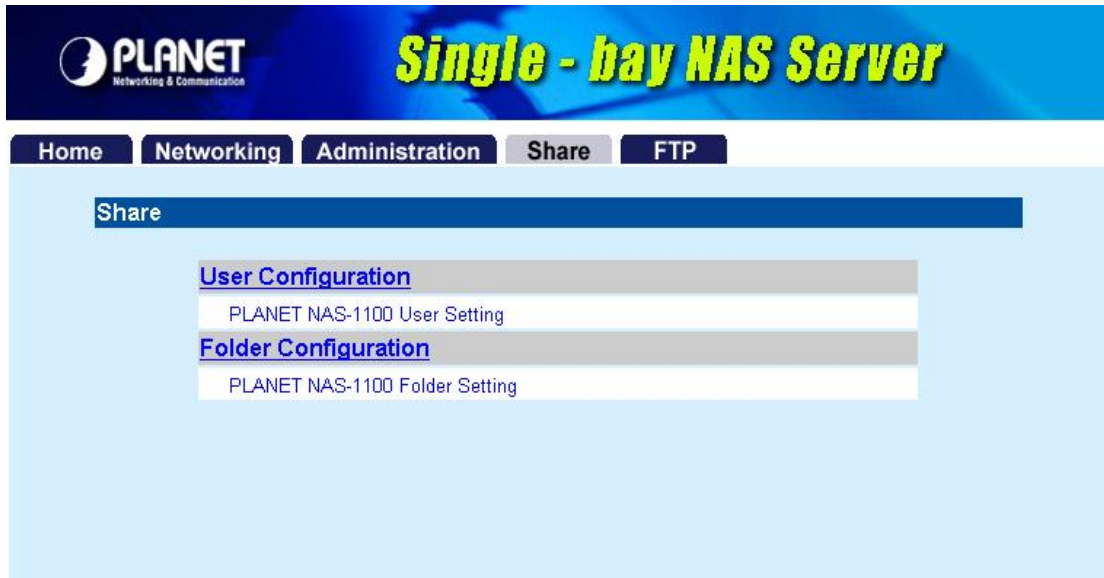 PLANET
Networking & Communication
Single - bay NAS Server
Home Networking Administration Share FTP
Share
User Configuration
PLANET NAS-1100 User Setting
Folder Configuration
PLANET NAS-1100 Folder Setting